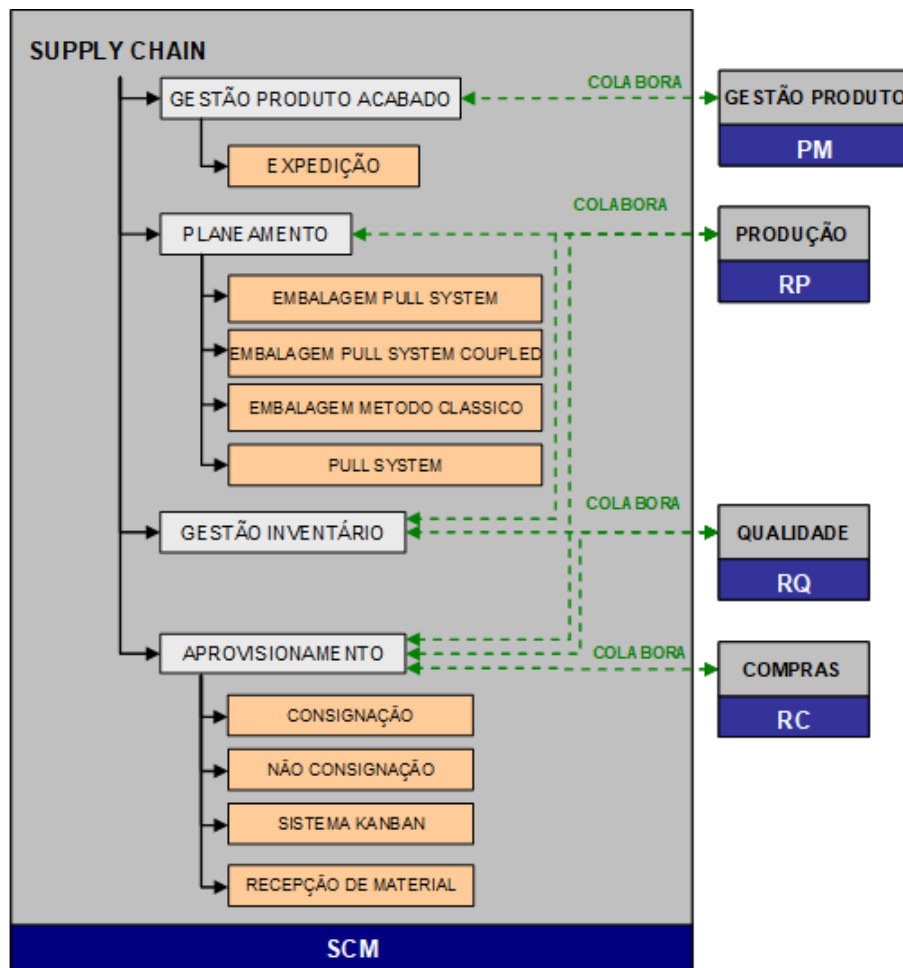 SUPPLY CHAIN
GESTÃO PRODUTO ACABADO
COLABORA
GESTÃO PRODUTO
PM
EXPEDIÇÃO
PLANEAMENTO
COLABORA
PRODUÇÃO
RP
EMBALAGEM PULL SYSTEM
EMBALAGEM PULL SYSTEM COUPLED
EMBALAGEM METODO CLASSICO
PULL SYSTEM
GESTÃO INVENTÁRIO
COLABORA
QUALIDADE
RQ
APROVISIONAMENTO
COLABORA
COMPRAS
RC
CONSIGNAÇÃO
NÃO CONSIGNAÇÃO
SISTEMA KANBAN
RECEPÇÃO DE MATERIAL
SCM